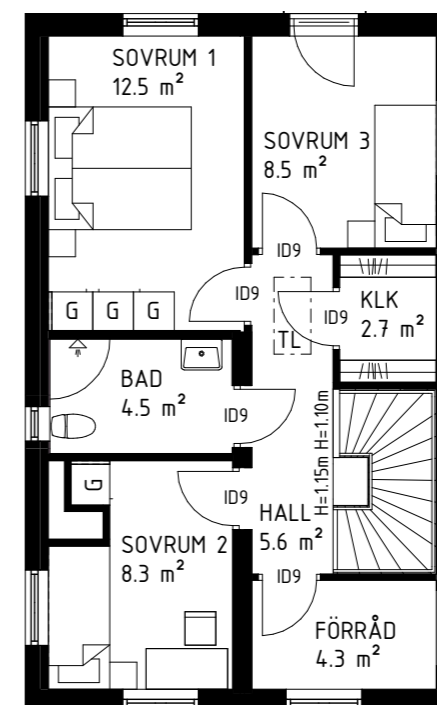 SOVRUM 1
12.5 m²
SOVRUM 3
8.5 m²
ID9
ID9
G G G
KLK
2.7 m²
ID9
TL
BAD
4.5 m²
ID9
H=1.15m H=1.10m
G
ID9
HALL
5.6 m²
SOVRUM 2
8.3 m²
ID9
FÖRRÅD
4.3 m²